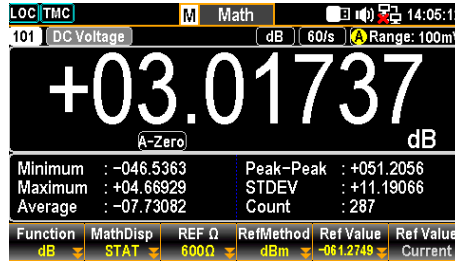 LOC TMC M Math 14:05:1
101 DC Voltage dB 60/s A Range: 100m
+03.01737
A-Zero dB
Minimum : -046.5363 Peak-Peak : +051.2056
Maximum : +04.66929 STDEV : +11.19066
Average : -07.73082 Count : 287
Function MathDisp REF Ω RefMethod Ref Value Ref Value
dB STAT 600Ω dBm -061.2749 Current